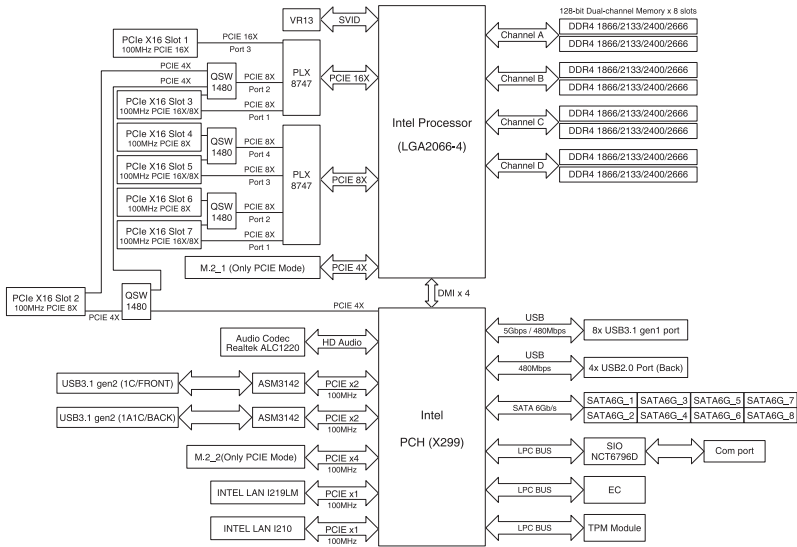 128-bit Dual-channel Memory x 8 slots
VR13
SVID
DDR4 1866/2133/2400/2666
Channel A
DDR4 1866/2133/2400/2666
PCIe X16 Slot 1
100MHz PCIE 16X
PCIE 16X
Port 3
PCIE 4X
PCIE 4X
QSW
1480
PCIE 8X
Port 2
PLX
8747
PCIE 16X
PCIe X16 Slot 3
100MHz PCIE 16X/8X
PCIE 8X
Port 1
DDR4 1866/2133/2400/2666
Channel B
DDR4 1866/2133/2400/2666
Intel Processor
(LGA2066-4)
DDR4 1866/2133/2400/2666
Channel C
DDR4 1866/2133/2400/2666
PCIe X16 Slot 4
100MHz PCIE 8X
QSW
1480
PCIE 8X
Port 4
PCIe X16 Slot 5
100MHz PCIE 16X/8X
PCIE 8X
Port 3
PLX
8747
PCIE 8X
DDR4 1866/2133/2400/2666
Channel D
DDR4 1866/2133/2400/2666
PCIe X16 Slot 6
100MHz PCIE 8X
QSW
1480
PCIE 8X
Port 2
PCIe X16 Slot 7
100MHz PCIE 16X/8X
PCIE 8X
Port 1
M.2_1 (Only PCIE Mode)
PCIE 4X
DMI x 4
PCIe X16 Slot 2
100MHz PCIE 8X
PCIE 4X
QSW
1480
PCIE 4X
Audio Codec
Realtek ALC1220
HD Audio
USB
5Gbps / 480Mbps
8x USB3.1 gen1 port
USB
480Mbps
4x USB2.0 Port (Back)
USB3.1 gen2 (1C/FRONT)
ASM3142
PCIE x2
100MHz
USB3.1 gen2 (1A1C/BACK)
ASM3142
PCIE x2
100MHz
Intel
PCH (X299)
SATA 6Gb/s
SATA6G_1 SATA6G_3 SATA6G_5 SATA6G_7
SATA6G_2 SATA6G_4 SATA6G_6 SATA6G_8
M.2_2(Only PCIE Mode)
PCIE x4
100MHz
LPC BUS
SIO
NCT6796D
Com port
INTEL LAN I219LM
PCIE x1
100MHz
LPC BUS
EC
INTEL LAN I210
PCIE x1
100MHz
LPC BUS
TPM Module